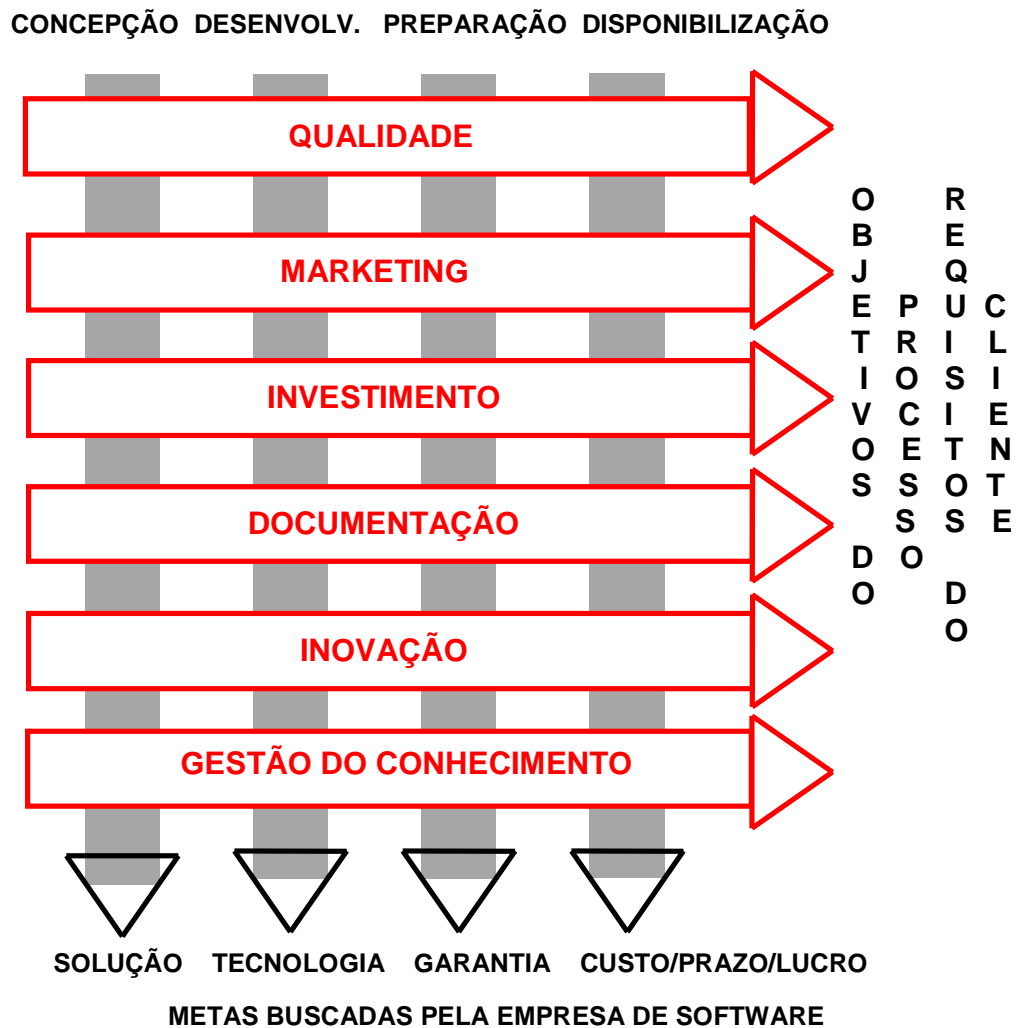 CONCEPÇÃO DESENVOLV. PREPARAÇÃO DISPONIBILIZAÇÃO
QUALIDADE
MARKETING
INVESTIMENTO
DOCUMENTAÇÃO
INOVAÇÃO
GESTÃO DO CONHECIMENTO
OBJETIVOS DO
PROCESSO
REQUISITOS DO
CLIENTE
SOLUÇÃO TECNOLOGIA GARANTIA CUSTO/PRAZO/LUCRO
METAS BUSCADAS PELA EMPRESA DE SOFTWARE